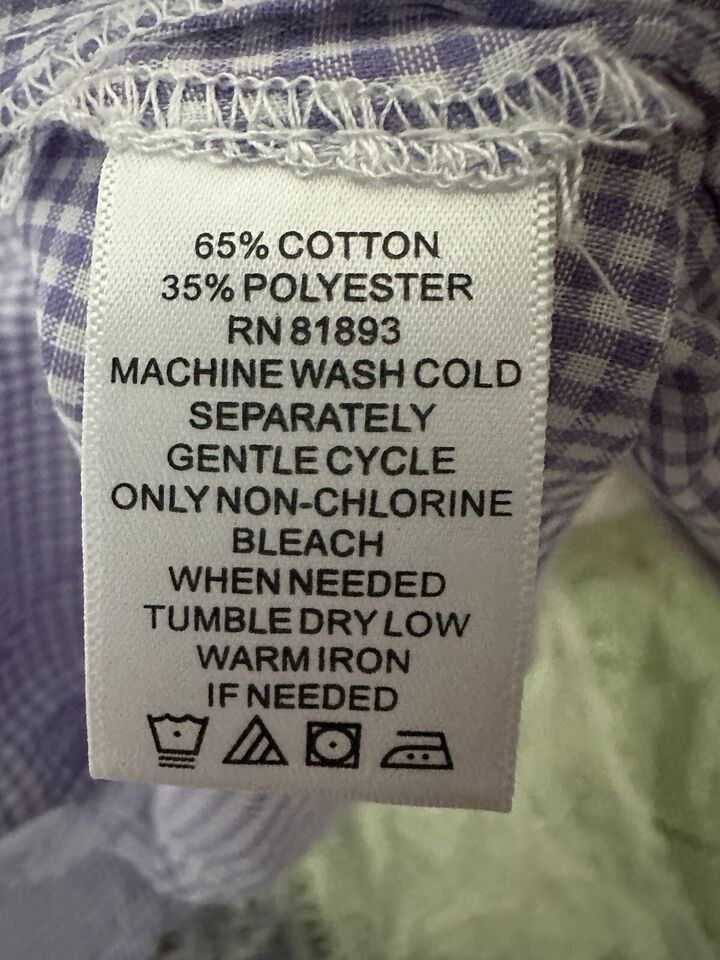 65% COTTON
35% POLYESTER
RN 81893
MACHINE WASH COLD
SEPARATELY
GENTLE CYCLE
ONLY NON-CHLORINE
BLEACH
WHEN NEEDED
TUMBLE DRY LOW
WARM IRON
IF NEEDED